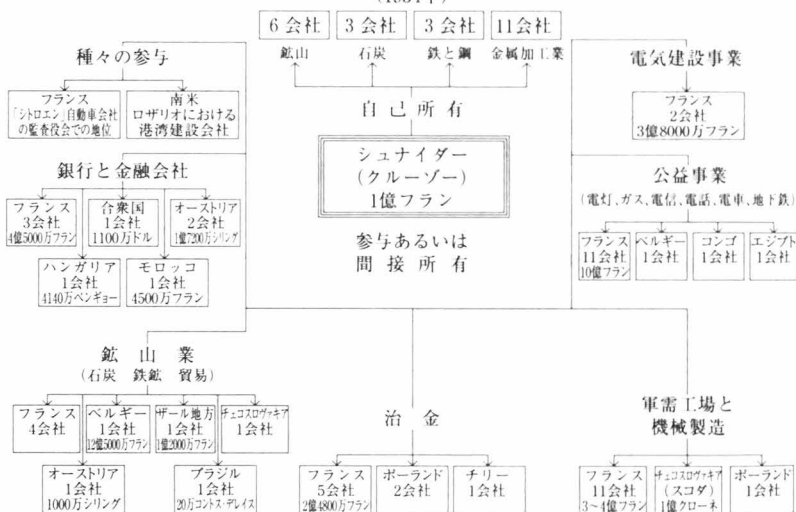 6会社
3会社
3会社
11会社
鉱山
石炭
鉄と鋼
金属加工業
自己所有
シュナイダー
(クルーゾー)
1億フラン
参与あるいは
間接所有
種々の参与
フランス
「シトロエン」自動車会社
の監査役会での地位
南米
ロザリオにおける
港湾建設会社
銀行と金融会社
フランス
3会社
4億5000万フラン
合衆国
1会社
1100万ドル
オーストリア
2会社
1億7200万シリング
ハンガリア
1会社
4140万ペンギョー
モロッコ
1会社
4500万フラン
電気建設事業
フランス
2会社
3億8000万フラン
公益事業
(電灯、ガス、電信、電話、電車、地下鉄)
フランス
11会社
10億フラン
ベルギー
1会社
コンゴ
1会社
エジプト
1会社
鉱山業
(石炭 鉄鉱 貿易)
フランス
4会社
ベルギー
1会社
12億5000万フラン
ザール地方
1会社
1億2000万フラン
チェコスロヴァキア
1会社
オーストリア
1会社
1000万シリング
ブラジル
1会社
20万コントス・デレイス
冶金
フランス
5会社
2億4800万フラン
ポーランド
2会社
チリー
1会社
軍需工場と
機械製造
フランス
11会社
3~4億フラン
チェコスロヴァキア
(スコダ)
1億クローネ
ポーランド
1会社